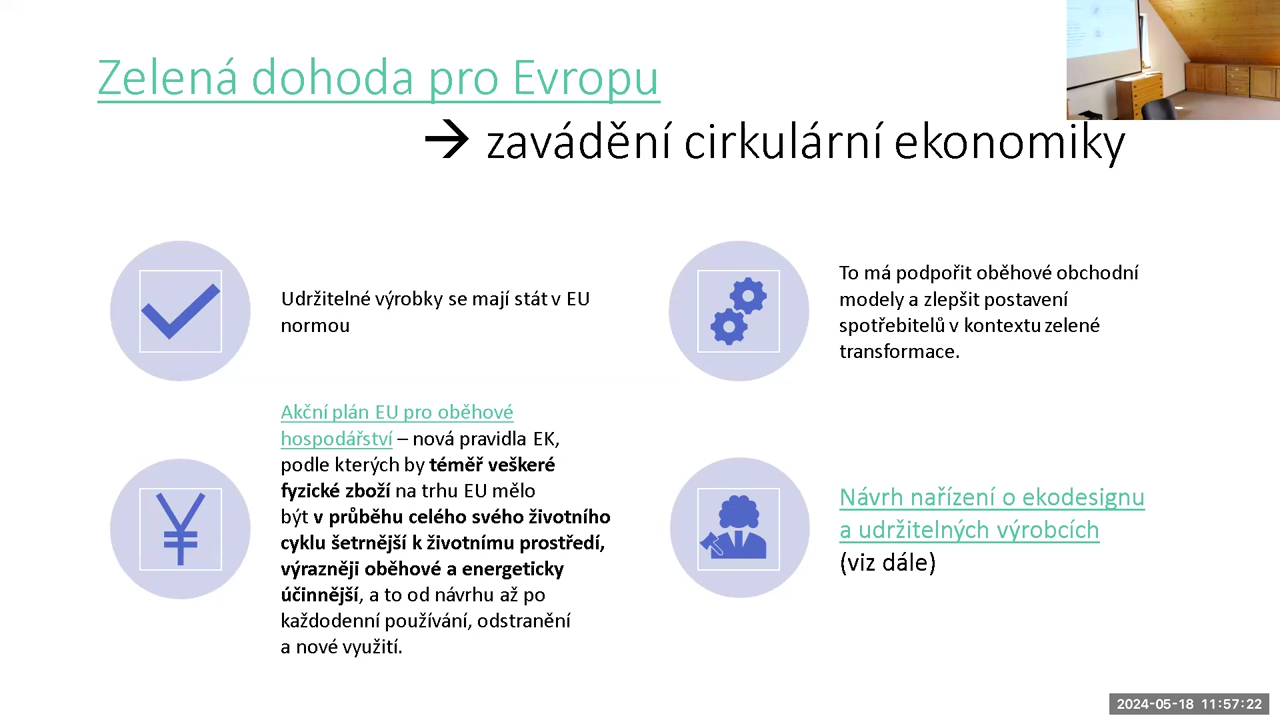 Zelená dohoda pro Evropu
→ zavádění cirkulární ekonomiky
Udržitelné výrobky se mají stát v EU
normou
To má podpořit oběhové obchodní
modely a zlepšit postavení
spotřebitelů v kontextu zelené
transformace.
Akční plán EU pro oběhové
hospodářství – nová pravidla EK,
podle kterých by téměř veškeré
fyzické zboží na trhu EU mělo
být v průběhu celého svého životního
cyklu šetrnější k životnímu prostředí,
výrazněji oběhové a energeticky
účinnější, a to od návrhu až po
každodenní používání, odstranění
a nové využití.
Návrh nařízení o ekodesignu
a udržitelných výrobcích
(viz dále)
2024-05-18 11:57:22